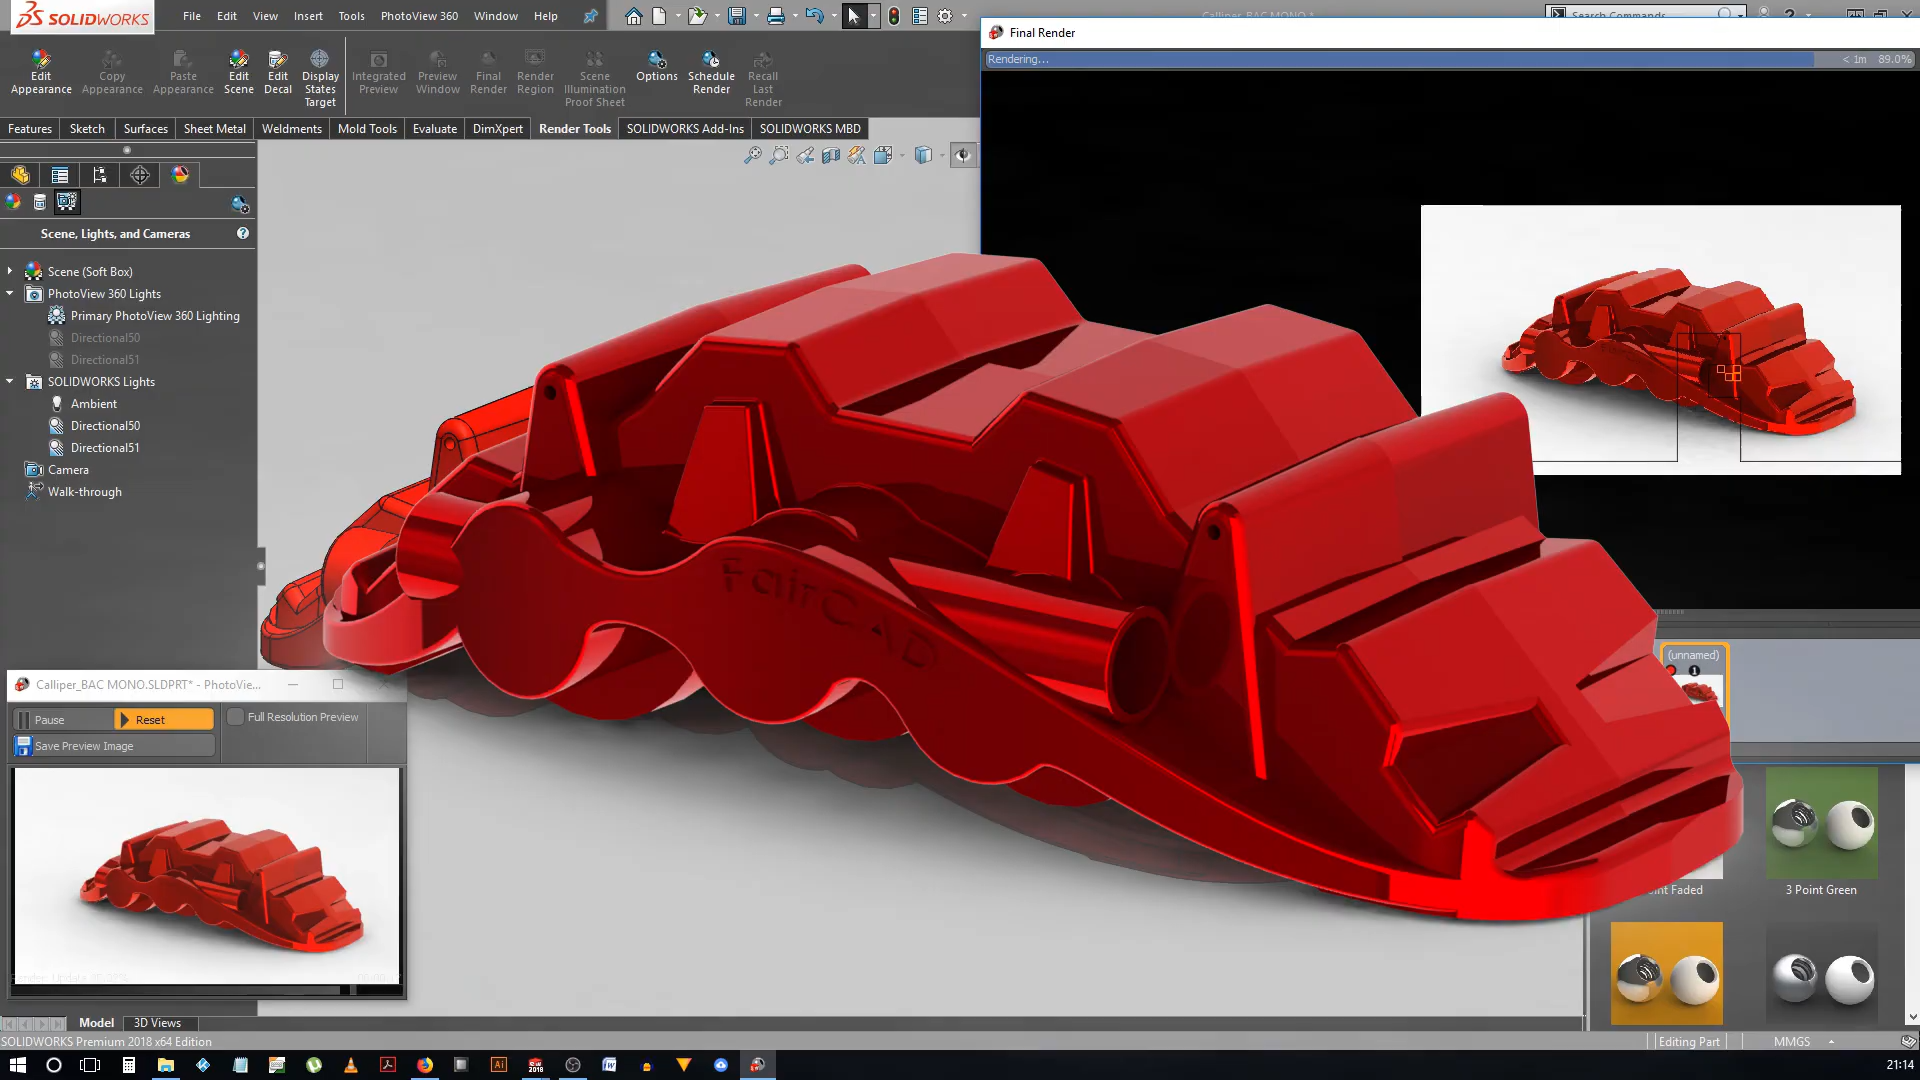 SOLIDWORKS
File Edit View Insert Tools PhotoView 360 Window Help
Calliper_BAC MONO *
Search Commands
Final Render
Rendering...
< 1m 89.0%
Edit Appearance
Copy Appearance
Paste Appearance
Edit Scene
Edit Decal
Display States Target
Integrated Preview
Preview Window
Final Render
Render Region
Scene Illumination Proof Sheet
Options
Schedule Render
Recall Last Render
Features Sketch Surfaces Sheet Metal Weldments Mold Tools Evaluate DimXpert Render Tools SOLIDWORKS Add-Ins SOLIDWORKS MBD
Scene, Lights, and Cameras
Scene (Soft Box)
PhotoView 360 Lights
Primary PhotoView 360 Lighting
Directional50
Directional51
SOLIDWORKS Lights
Ambient
Directional50
Directional51
Camera
Walk-through
FairCAD
(unnamed)
1
Calliper_BAC MONO.SLDPRT* - PhotoVie...
Pause
Reset
Full Resolution Preview
Save Preview Image
Faded
3 Point Green
Model
3D Views
SOLIDWORKS Premium 2018 x64 Edition
Editing Part
MMGS
21:14